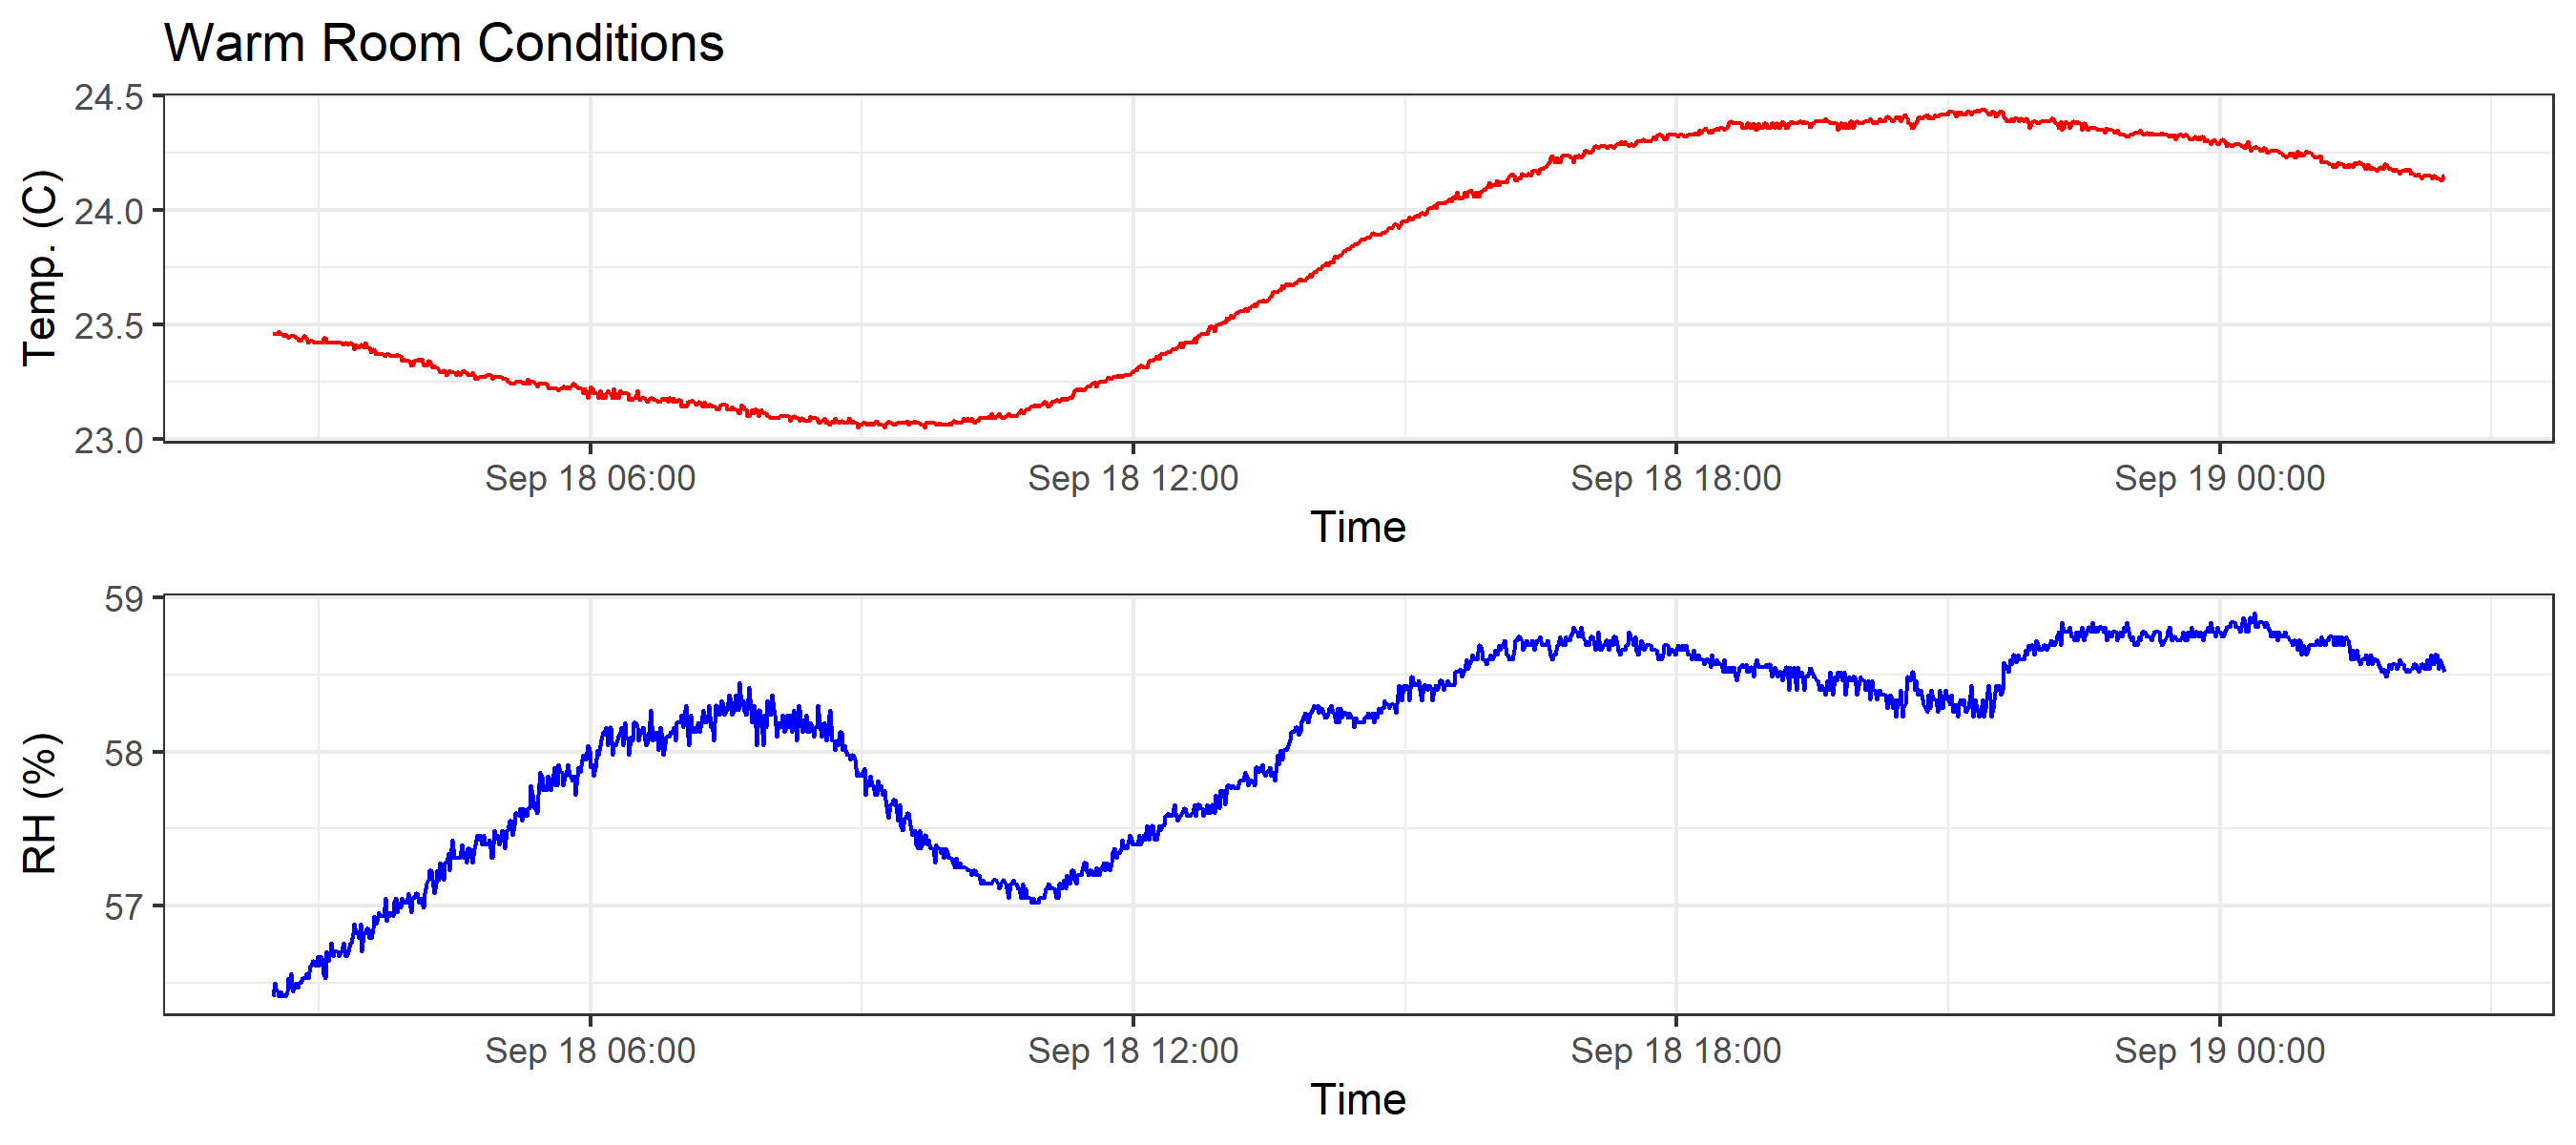 Warm Room Conditions
24.5
24.0
23.5
23.0
Temp. (C)
Sep 18 06:00 Sep 18 12:00 Sep 18 18:00 Sep 19 00:00
Time
59
58
57
RH (%)
Sep 18 06:00 Sep 18 12:00 Sep 18 18:00 Sep 19 00:00
Time